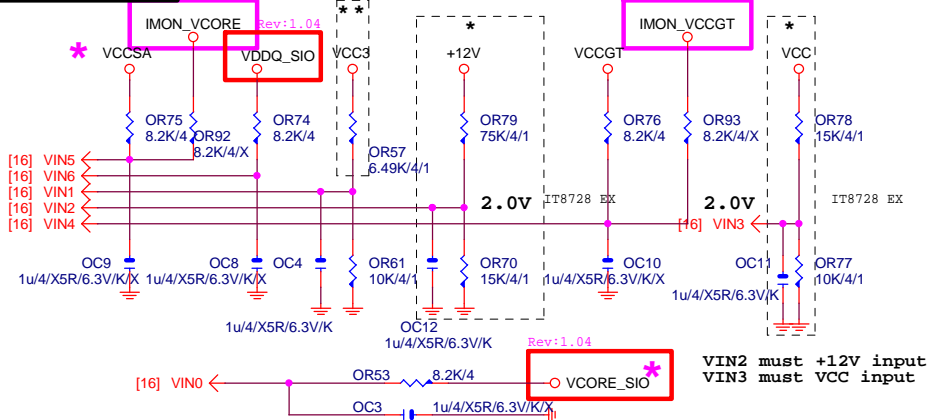 IMON_VCORE
Rev:1.04
**
*
IMON_VCCGT
*
*
VCCSA
VDDQ_SIO
VCC3
+12V
VCCGT
VCC
OR75
8.2K/4
OR92
8.2K/4/X
OR74
8.2K/4
OR57
6.49K/4/1
OR79
75K/4/1
OR76
8.2K/4
OR93
8.2K/4/X
OR78
15K/4/1
[16] VIN5
[16] VIN6
[16] VIN1
[16] VIN2
[16] VIN4
2.0V
IT8728 EX
2.0V
IT8728 EX
[16] VIN3
OC9
1u/4/X5R/6.3V/K/X
OC8
1u/4/X5R/6.3V/K/X
OC4
1u/4/X5R/6.3V/K
OR61
10K/4/1
OC12
1u/4/X5R/6.3V/K
OR70
15K/4/1
OC10
1u/4/X5R/6.3V/K/X
OC11
1u/4/X5R/6.3V/K
OR77
10K/4/1
Rev:1.04
VIN2 must +12V input
VIN3 must VCC input
[16] VIN0
OR53
8.2K/4
VCORE_SIO
*
OC3
1u/4/X5R/6.3V/K/X